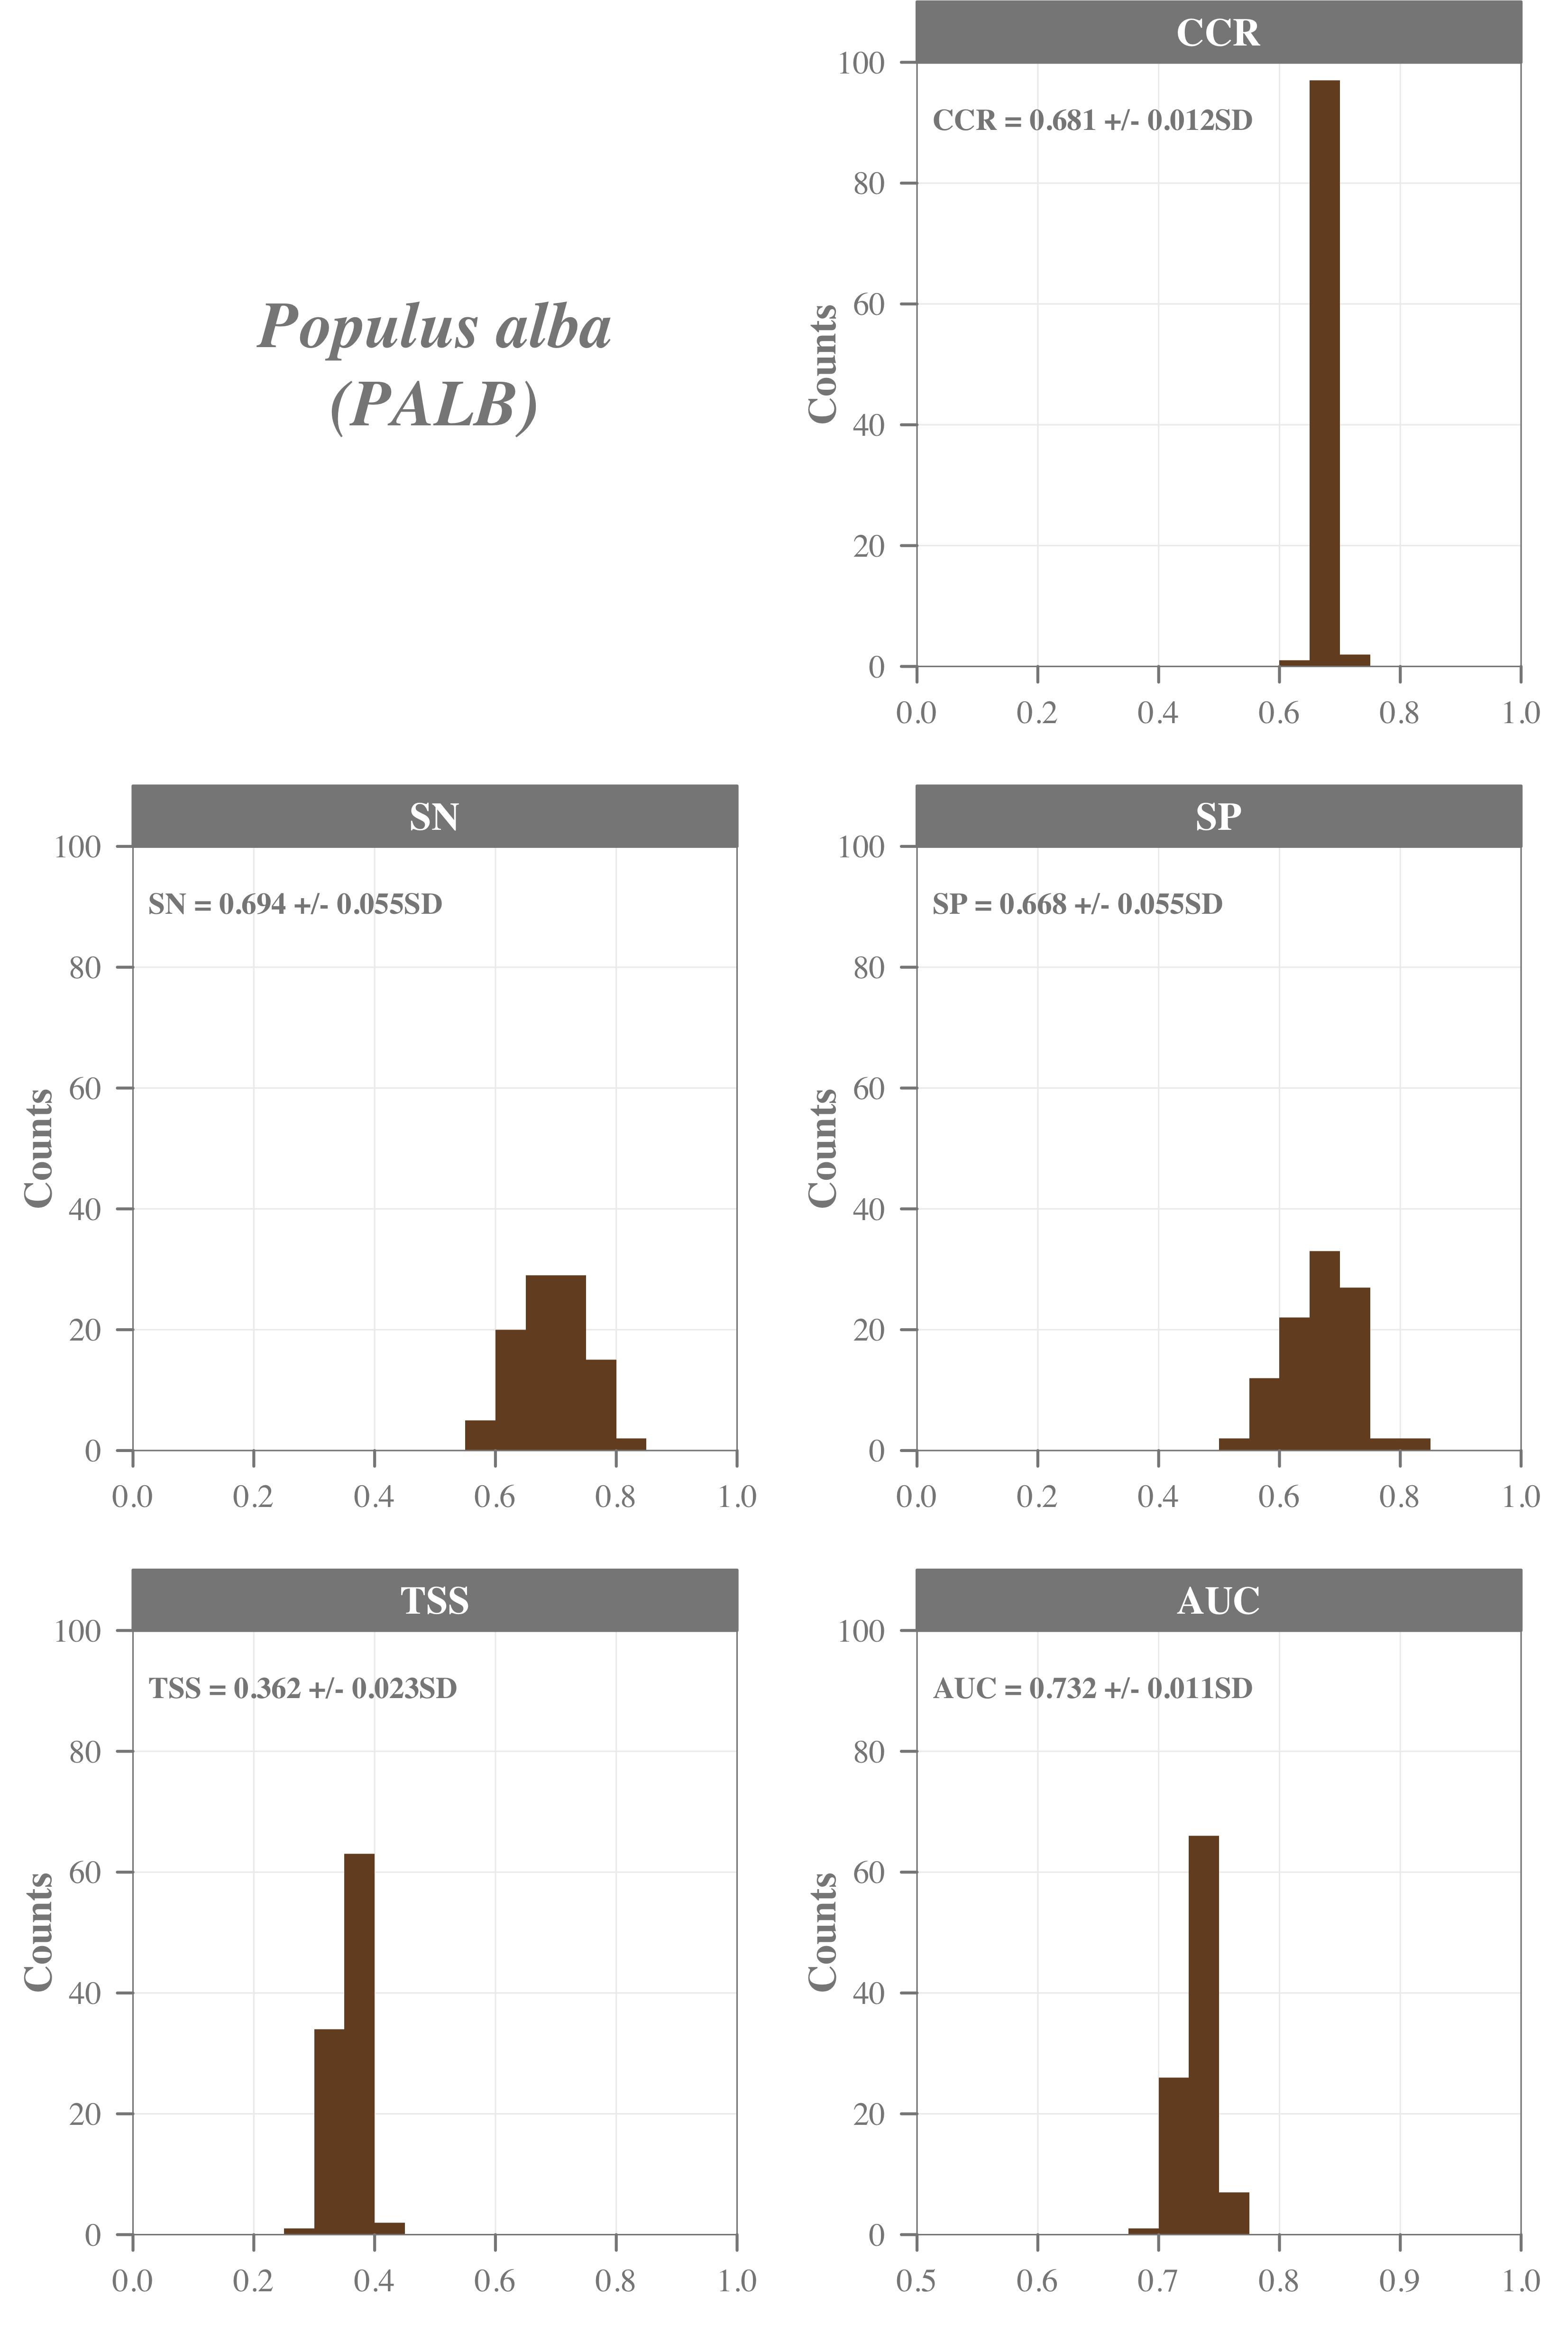 Populus alba
(PALB)
CCR
CCR = 0.681 +/- 0.012SD
Counts
100
80
60
40
20
0
0.0 0.2 0.4 0.6 0.8 1.0
SN
SN = 0.694 +/- 0.055SD
Counts
100
80
60
40
20
0
0.0 0.2 0.4 0.6 0.8 1.0
SP
SP = 0.668 +/- 0.055SD
Counts
100
80
60
40
20
0
0.0 0.2 0.4 0.6 0.8 1.0
TSS
TSS = 0.362 +/- 0.023SD
Counts
100
80
60
40
20
0
0.0 0.2 0.4 0.6 0.8 1.0
AUC
AUC = 0.732 +/- 0.011SD
Counts
100
80
60
40
20
0
0.5 0.6 0.7 0.8 0.9 1.0